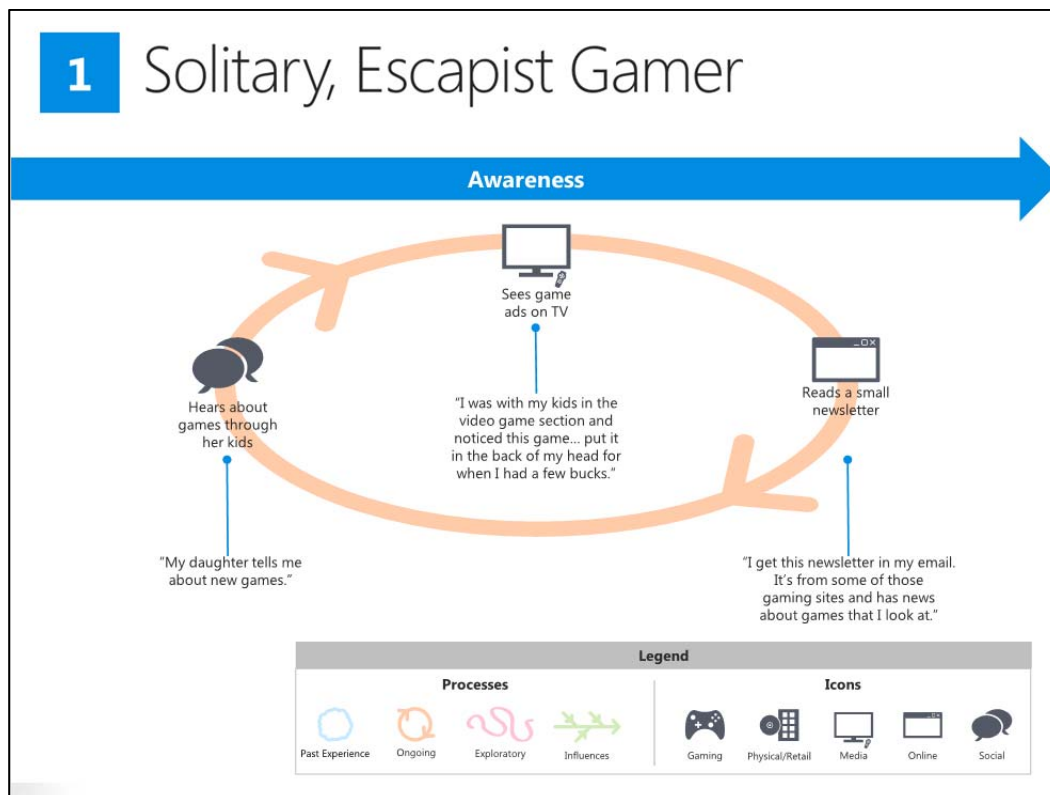 1 Solitary, Escapist Gamer
Awareness
Sees game
ads on TV
Hears about
games through
her kids
Reads a small
newsletter
“I was with my kids in the
video game section and
noticed this game... put it
in the back of my head for
when I had a few bucks.”
“My daughter tells me
about new games.”
“I get this newsletter in my email.
It’s from some of those
gaming sites and has news
about games that I look at.”
Legend
Processes
Past Experience
Ongoing
Exploratory
Influences
Icons
Gaming
Physical/Retail
Media
Online
Social